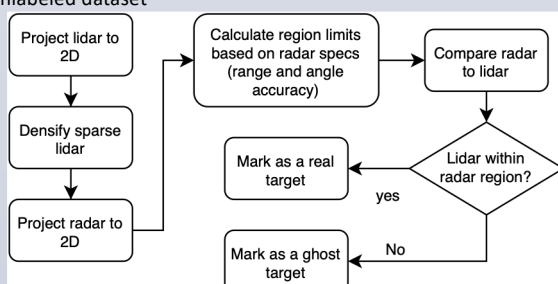 nlabeled dataset
Project lidar to
2D
Densify sparse
lidar
Project radar to
2D
Calculate region limits
based on radar specs
(range and angle
accuracy)
Compare radar
to lidar
Lidar within
radar region?
yes
Mark as a real
target
No
Mark as a ghost
target